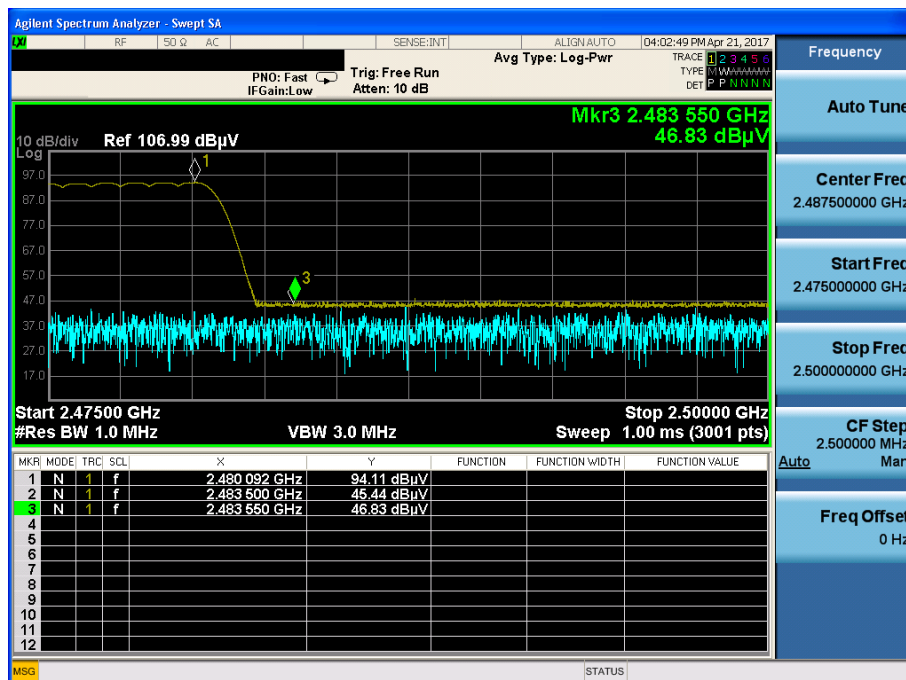 Agilent Spectrum Analyzer - Swept SA
LXI RF 50 Ω AC SENSE:INT ALIGN AUTO 04:02:49 PM Apr 21, 2017
PNO: Fast
IFGain:Low
Trig: Free Run
Atten: 10 dB
Avg Type: Log-Pwr
TRACE 1 2 3 4 5 6
TYPE M W W W W W
DET P P N N N N
Mkr3 2.483 550 GHz
46.83 dBµV
10 dB/div Ref 106.99 dBµV
Log
97.0
87.0
77.0
67.0
57.0
47.0
37.0
27.0
17.0
1
3
Start 2.47500 GHz Stop 2.50000 GHz
#Res BW 1.0 MHz VBW 3.0 MHz Sweep 1.00 ms (3001 pts)
MKR MODE TRC SCL X Y FUNCTION FUNCTION WIDTH FUNCTION VALUE
1 N 1 f 2.480 092 GHz 94.11 dBµV
2 N 1 f 2.483 500 GHz 45.44 dBµV
3 N 1 f 2.483 550 GHz 46.83 dBµV
4
5
6
7
8
9
10
11
12
MSG STATUS
Frequency
Auto Tune
Center Freq
2.487500000 GHz
Start Freq
2.475000000 GHz
Stop Freq
2.500000000 GHz
CF Step
2.500000 MHz
Auto Man
Freq Offset
0 Hz